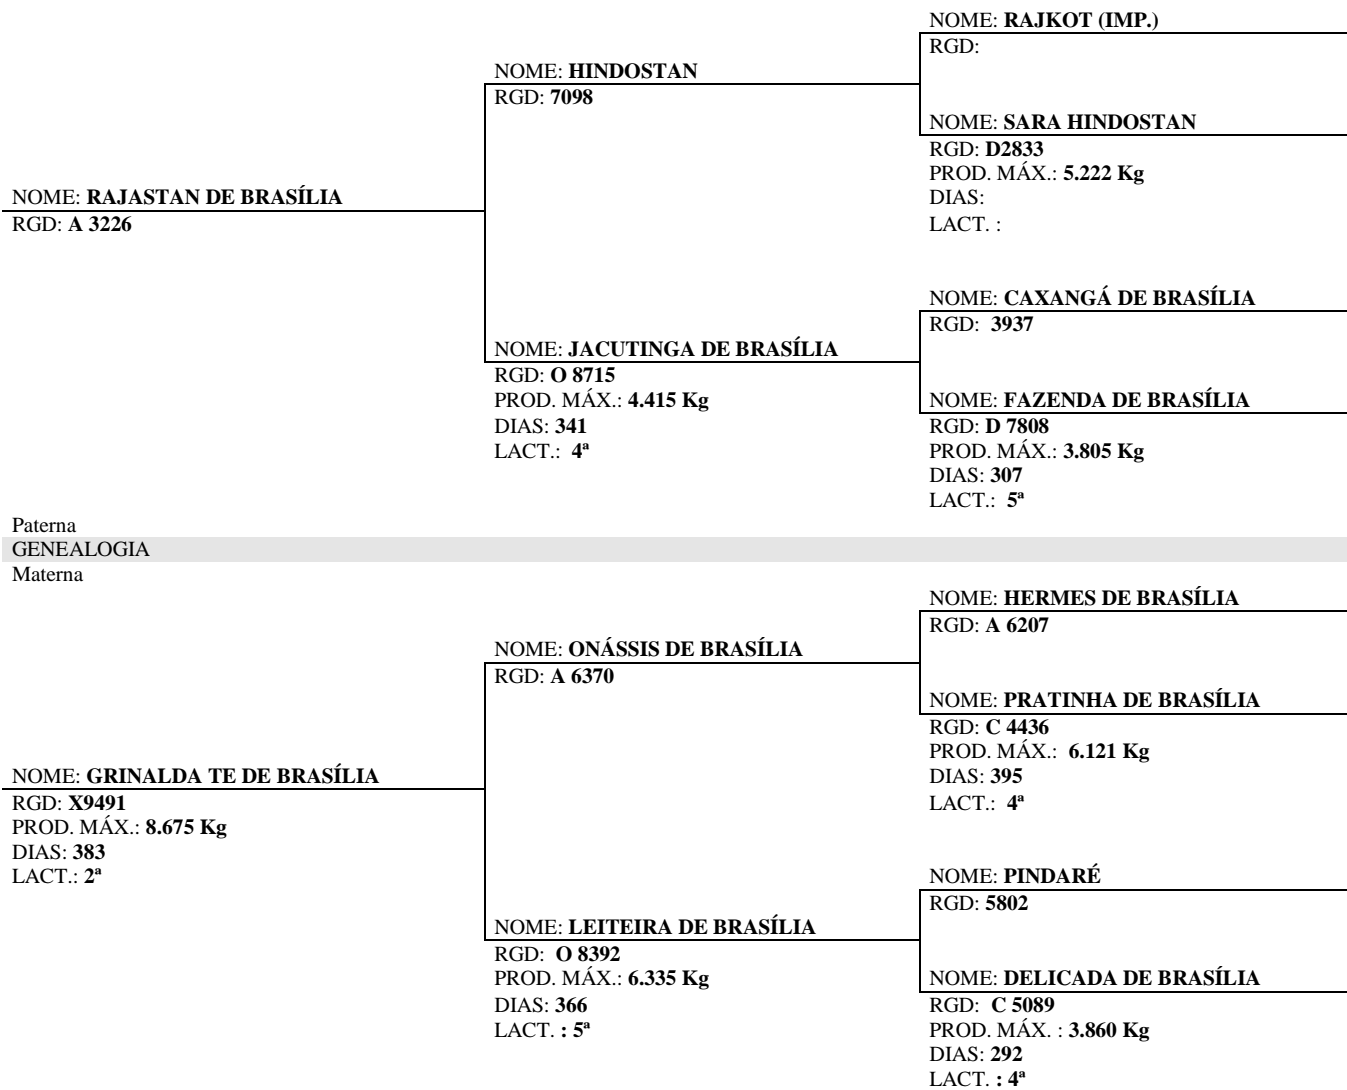 NOME: RAJKOT (IMP.)
RGD:
NOME: HINDOSTAN
RGD: 7098
NOME: SARA HINDOSTAN
RGD: D2833
PROD. MÁX.: 5.222 Kg
DIAS:
LACT. :
NOME: RAJASTAN DE BRASÍLIA
RGD: A 3226
NOME: CAXANGÁ DE BRASÍLIA
RGD: 3937
NOME: JACUTINGA DE BRASÍLIA
RGD: O 8715
PROD. MÁX.: 4.415 Kg
DIAS: 341
LACT.: 4ª
NOME: FAZENDA DE BRASÍLIA
RGD: D 7808
PROD. MÁX.: 3.805 Kg
DIAS: 307
LACT.: 5ª
Paterna
GENEALOGIA
Materna
NOME: HERMES DE BRASÍLIA
RGD: A 6207
NOME: ONÁSSIS DE BRASÍLIA
RGD: A 6370
NOME: PRATINHA DE BRASÍLIA
RGD: C 4436
PROD. MÁX.: 6.121 Kg
DIAS: 395
LACT.: 4ª
NOME: GRINALDA TE DE BRASÍLIA
RGD: X9491
PROD. MÁX.: 8.675 Kg
DIAS: 383
LACT.: 2ª
NOME: PINDARÉ
RGD: 5802
NOME: LEITEIRA DE BRASÍLIA
RGD: O 8392
PROD. MÁX.: 6.335 Kg
DIAS: 366
LACT. : 5ª
NOME: DELICADA DE BRASÍLIA
RGD: C 5089
PROD. MÁX. : 3.860 Kg
DIAS: 292
LACT. : 4ª